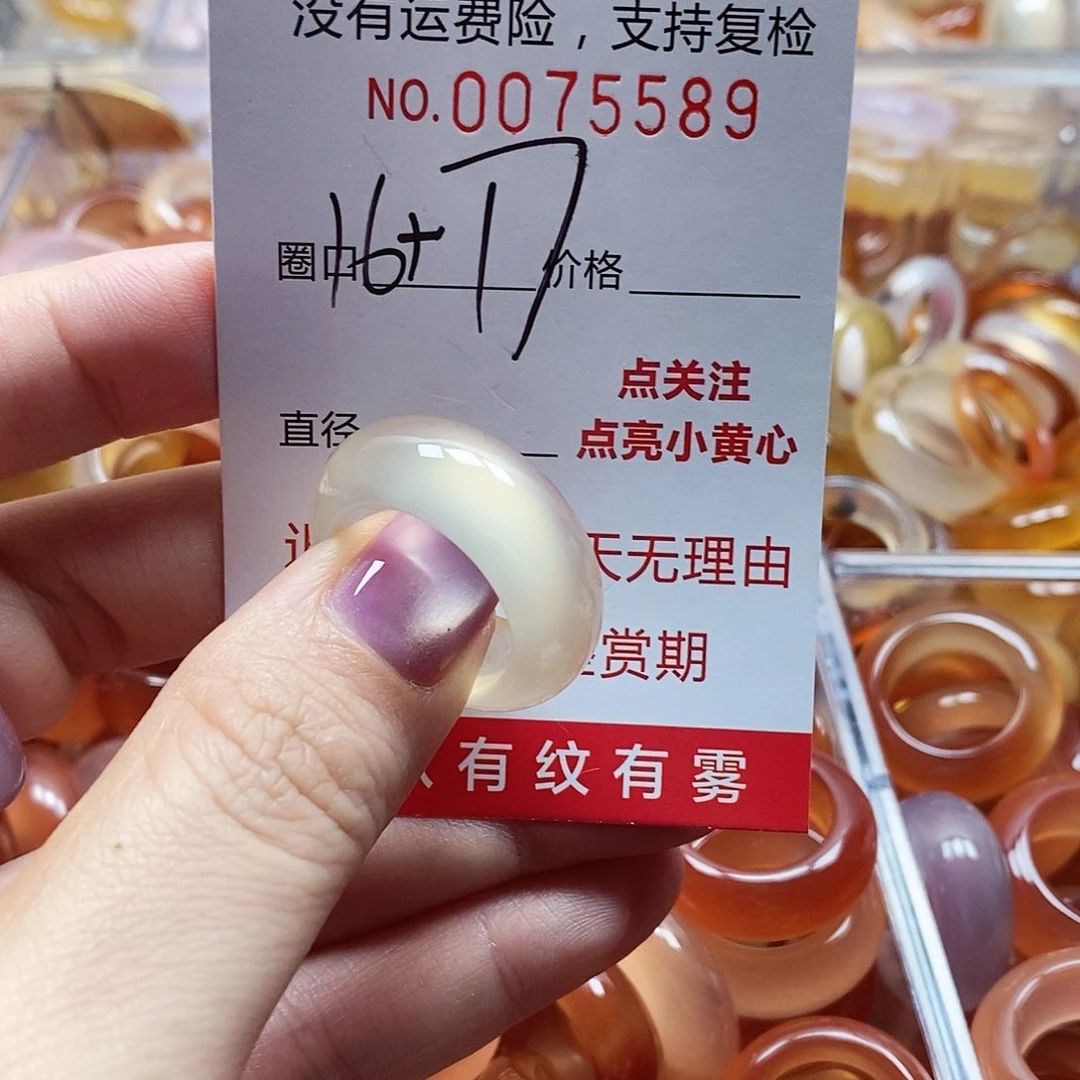 没有运费险，支持复检
NO.0075589
圈口 16+ 17 价格
直径
点关注
点亮小黄心
天无理由
赏期
有纹有雾